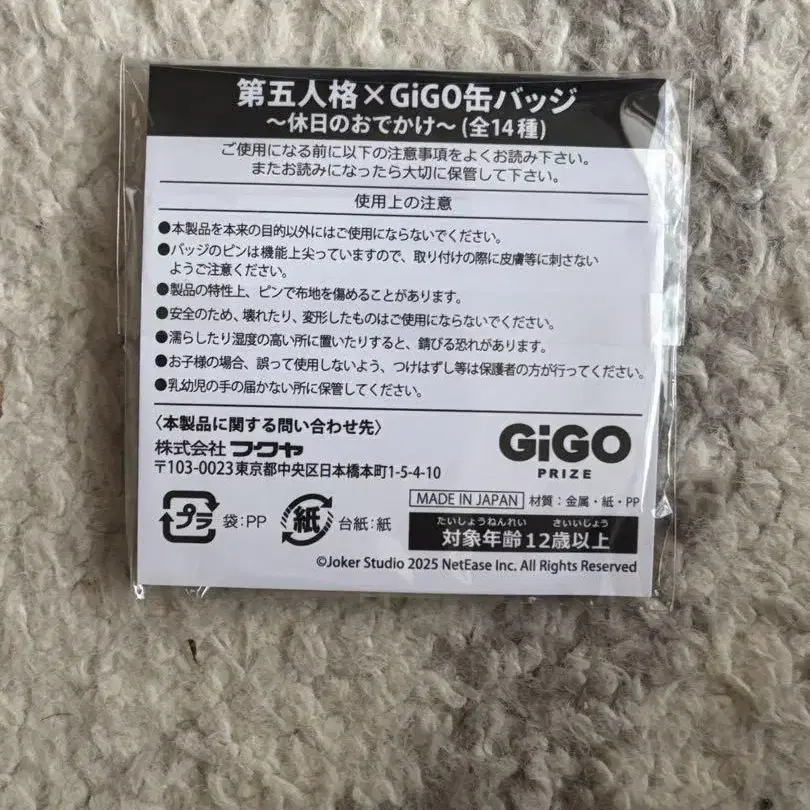 第五人格×GiGO缶バッジ
～休日のおでかけ～(全14種)
ご使用になる前に以下の注意事項をよくお読み下さい。
またお読みになったら大切に保管して下さい。
使用上の注意
●本製品を本来の目的以外にはご使用にならないでください。
●バッジのピンは機能上尖っていますので、取り付けの際に皮膚等に刺さない
ようご注意ください。
●製品の特性上、ピンで布地を傷めることがあります。
●安全のため、壊れたり、変形したものはご使用にならないでください。
●濡らしたり湿度の高い所に置いたりすると、錆びる恐れがあります。
●お子様の場合、誤って使用しないよう、つけはずし等は保護者の方が行ってください。
●乳幼児の手の届かない所に保管してください。
〈本製品に関する問い合わせ先〉
株式会社フクヤ
〒103-0023東京都中央区日本橋本町1-5-4-10
GiGO
PRIZE
MADE IN JAPAN 材質:金属・紙・PP
プラ 袋:PP 紙 台紙:紙
たいしょうねんれい さいいじょう
対象年齢12歳以上
©Joker Studio 2025 NetEase Inc. All Rights Reserved